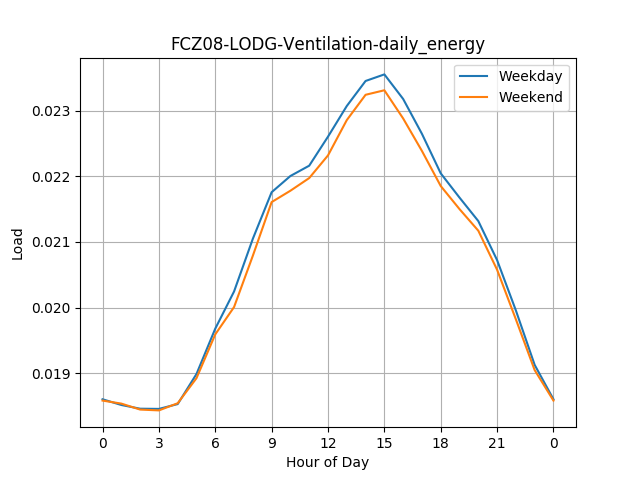 FCZ08-LODG-Ventilation-daily_energy
Weekday
Weekend
0.023
0.022
0.021
0.020
0.019
Load
0 3 6 9 12 15 18 21 0
Hour of Day